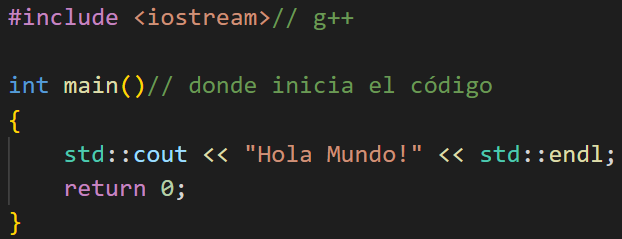 #include <iostream>// g++
int main()// donde inicia el código
{
    std::cout << "Hola Mundo!" << std::endl;
    return 0;
}